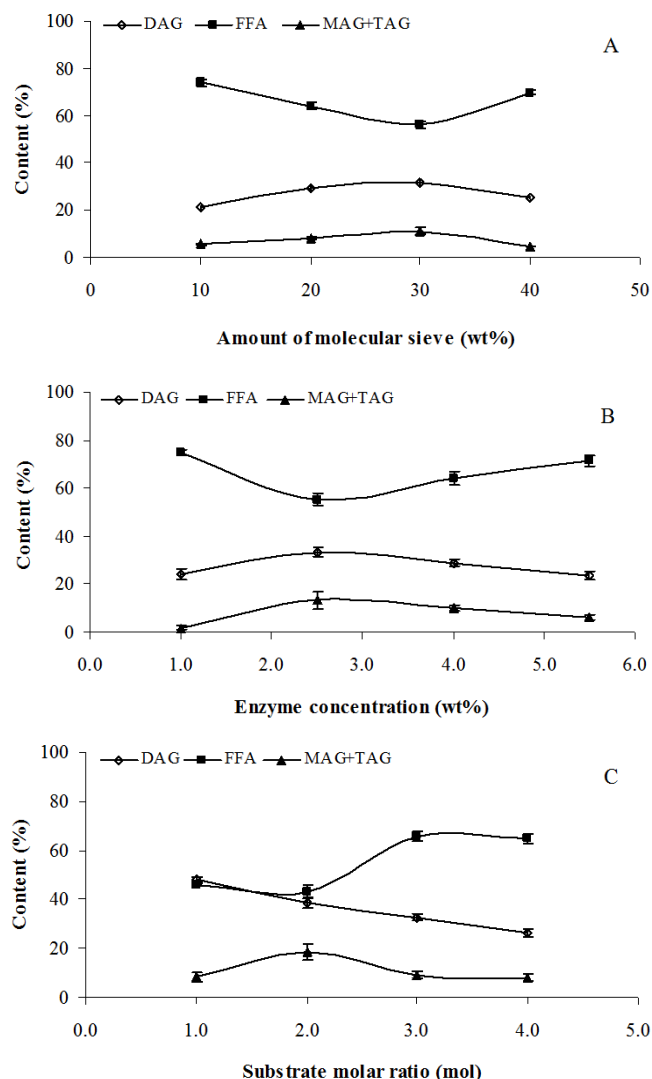 100
DAG FFA MAG+TAG
A
80
60
40
20
0
Content (%)
0 10 20 30 40 50
Amount of molecular sieve (wt%)
100
DAG FFA MAG+TAG
B
80
60
40
20
0
Content (%)
0.0 1.0 2.0 3.0 4.0 5.0 6.0
Enzyme concentration (wt%)
100
DAG FFA MAG+TAG
C
80
60
40
20
0
Content (%)
0.0 1.0 2.0 3.0 4.0 5.0
Substrate molar ratio (mol)